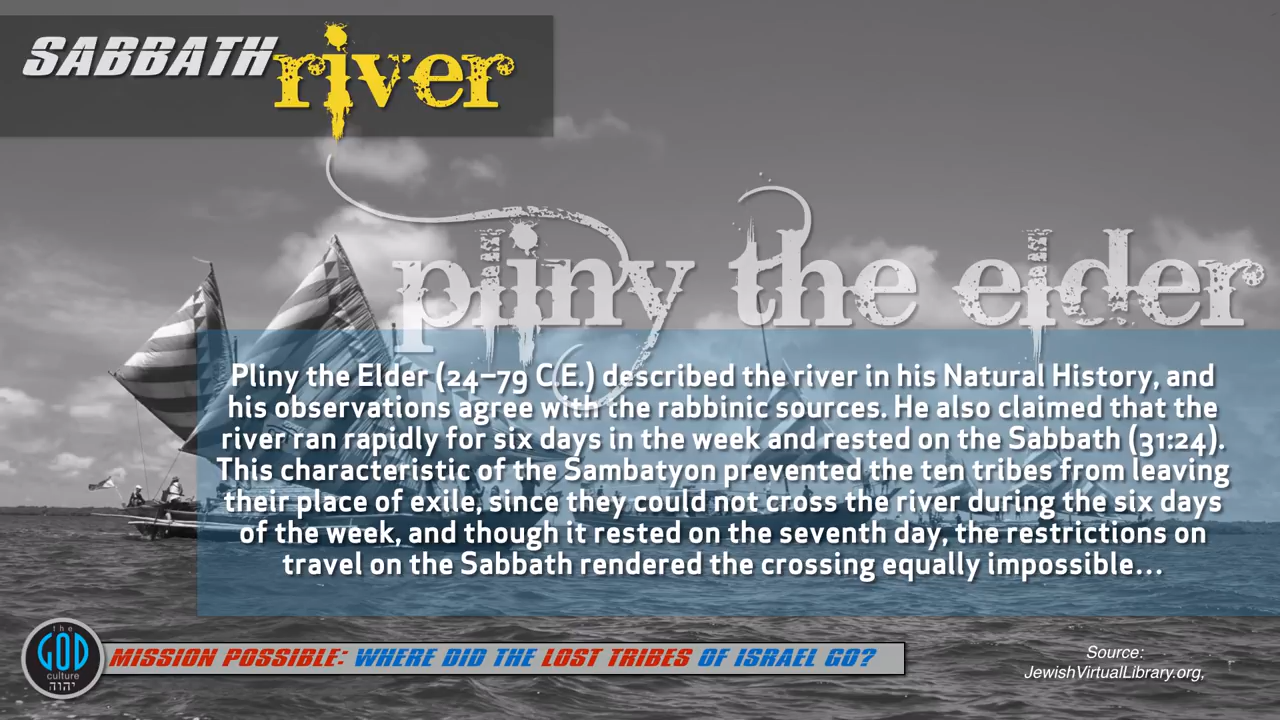 SABBATH river
pliny the elder
Pliny the Elder (24–79 C.E.) described the river in his Natural History, and
his observations agree with the rabbinic sources. He also claimed that the
river ran rapidly for six days in the week and rested on the Sabbath (31:24).
This characteristic of the Sambatyon prevented the ten tribes from leaving
their place of exile, since they could not cross the river during the six days
of the week, and though it rested on the seventh day, the restrictions on
travel on the Sabbath rendered the crossing equally impossible...
the
GOD
culture
יהוה
MISSION POSSIBLE: WHERE DID THE LOST TRIBES OF ISRAEL GO?
Source:
JewishVirtualLibrary.org,